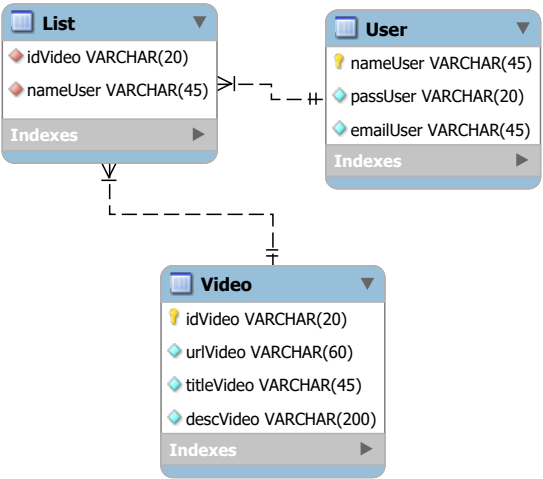 List
idVideo VARCHAR(20)
nameUser VARCHAR(45)
Indexes
User
nameUser VARCHAR(45)
passUser VARCHAR(20)
emailUser VARCHAR(45)
Indexes
Video
idVideo VARCHAR(20)
urlVideo VARCHAR(60)
titleVideo VARCHAR(45)
descVideo VARCHAR(200)
Indexes